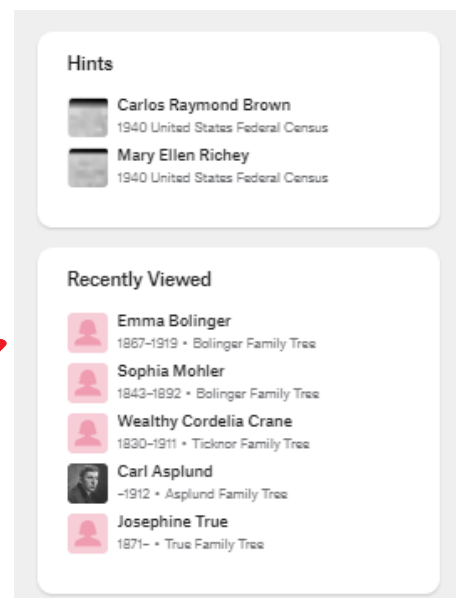 Hints
Carlos Raymond Brown
1940 United States Federal Census
Mary Ellen Richey
1940 United States Federal Census
Recently Viewed
Emma Bolinger
1867–1919 • Bolinger Family Tree
Sophia Mohler
1843–1892 • Bolinger Family Tree
Wealthy Cordelia Crane
1830–1911 • Ticknor Family Tree
Carl Asplund
–1912 • Asplund Family Tree
Josephine True
1871– • True Family Tree